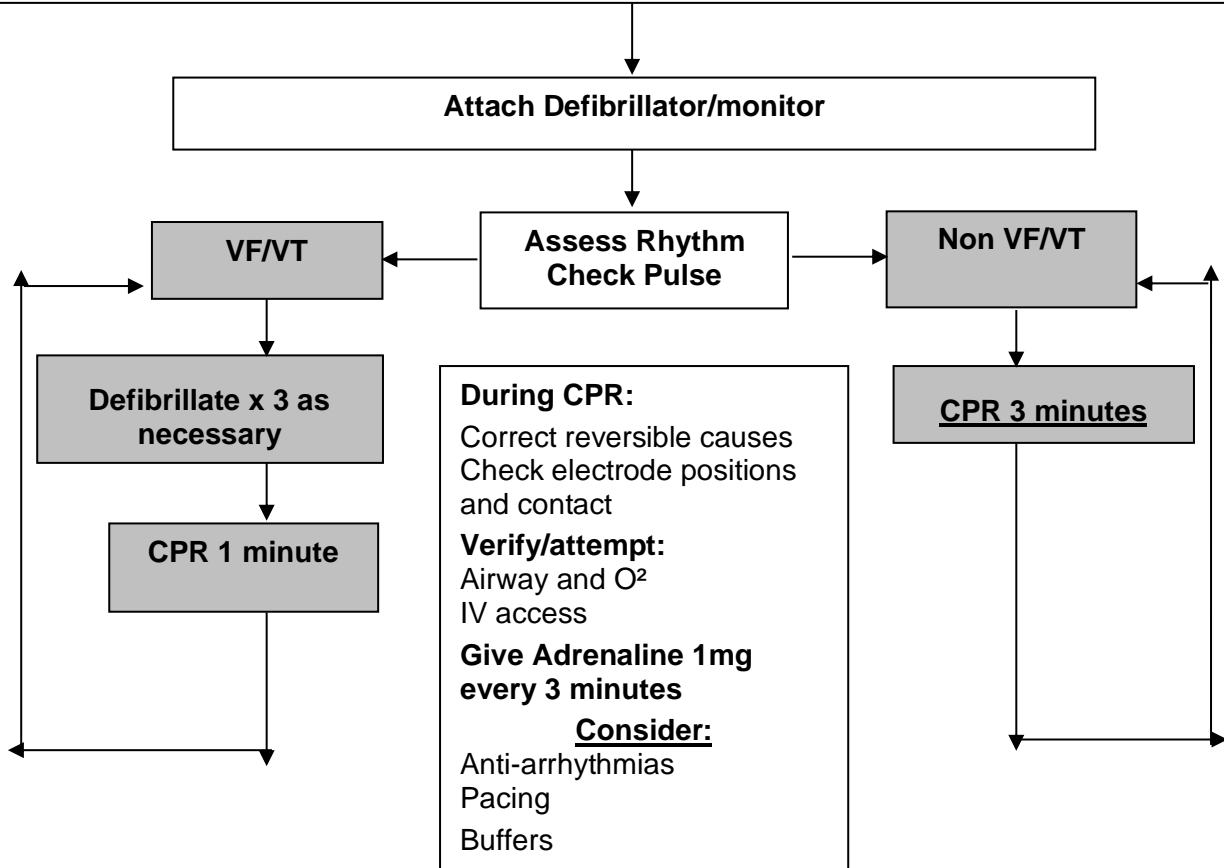 Attach Defibrillator/monitor
Assess Rhythm
Check Pulse
VF/VT
Non VF/VT
Defibrillate x 3 as
necessary
CPR 1 minute
During CPR:
Correct reversible causes
Check electrode positions
and contact
Verify/attempt:
Airway and O²
IV access
Give Adrenaline 1mg
every 3 minutes
Consider:
Anti-arrhythmias
Pacing
Buffers
CPR 3 minutes